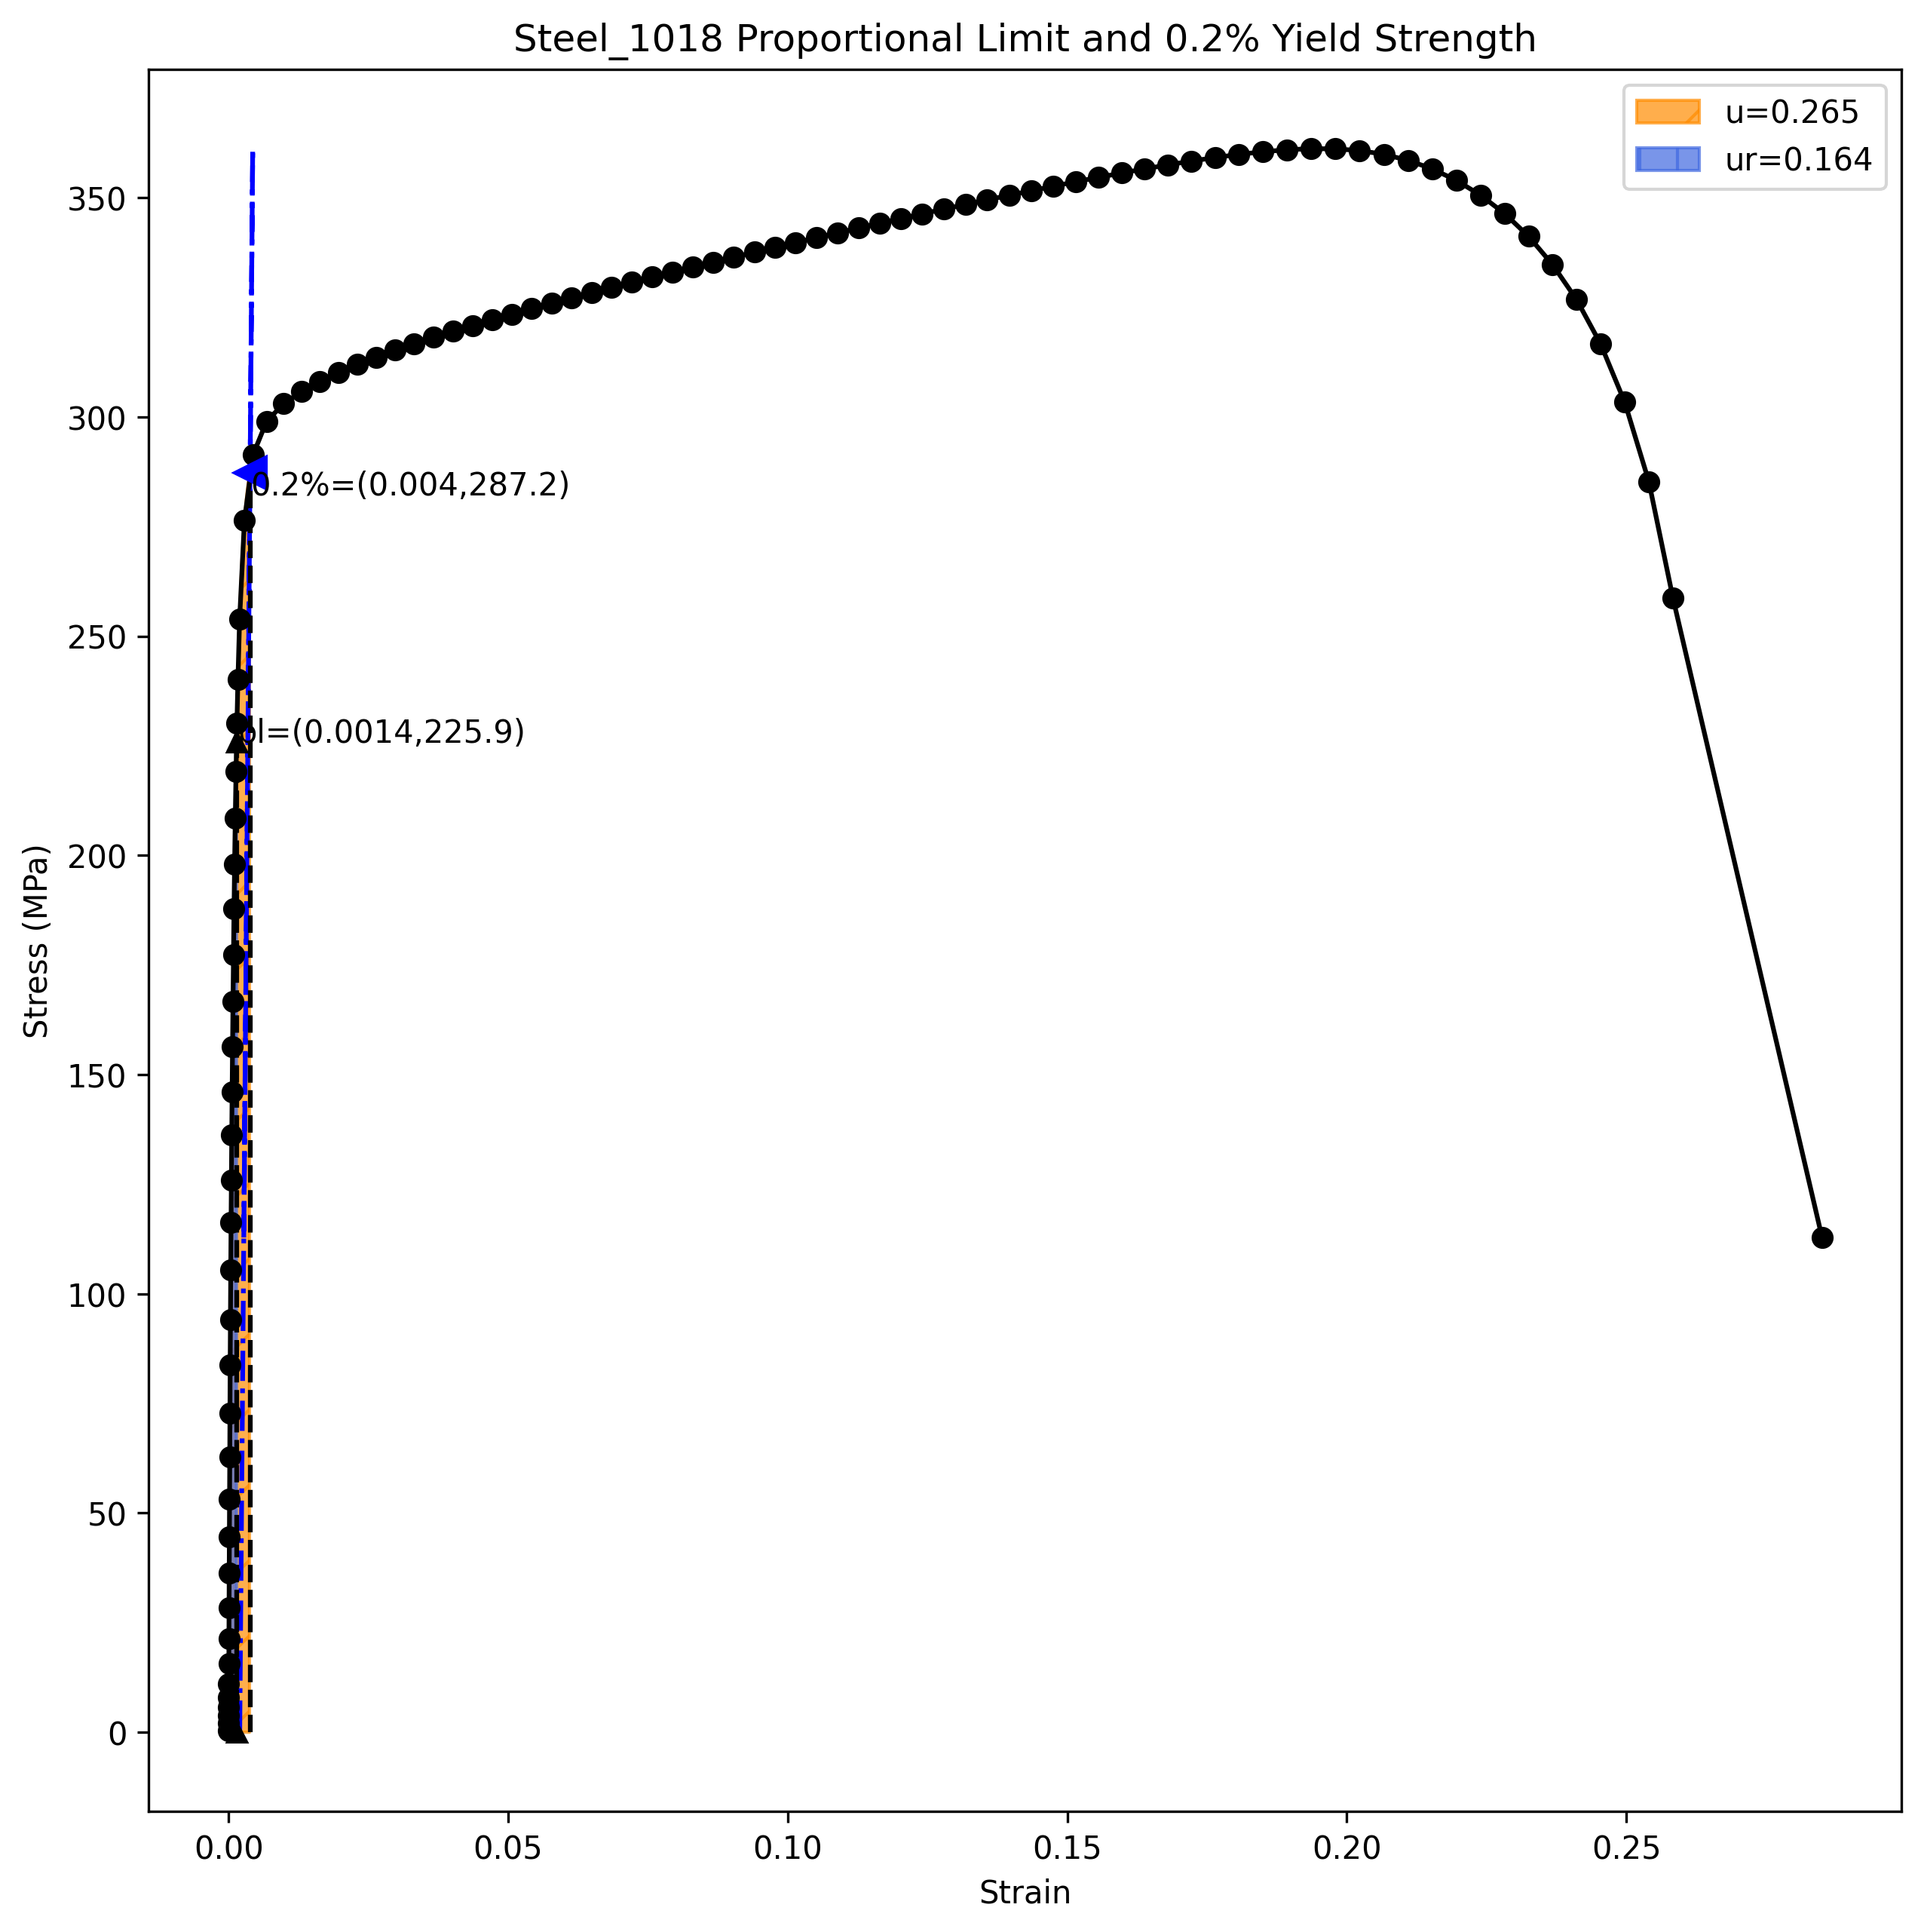 Steel_1018 Proportional Limit and 0.2% Yield Strength
u=0.265
ur=0.164
350
300
0.2%=(0.004,287.2)
250
pl=(0.0014,225.9)
200
Stress (MPa)
150
100
50
0
0.00 0.05 0.10 0.15 0.20 0.25
Strain